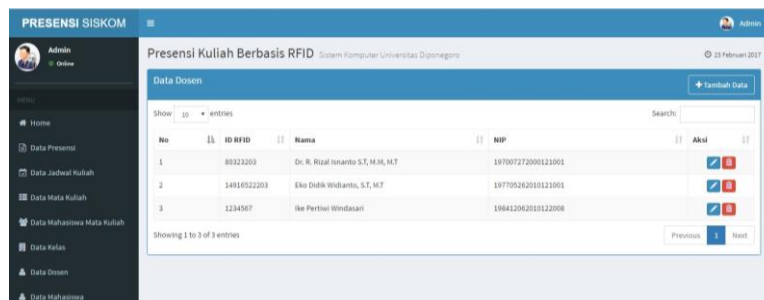 PRESENSI SISKOM
Admin
Admin
Online
Presensi Kuliah Berbasis RFID Sistem Komputer Universitas Diponegoro
23 Februari 2017
MENU
Home
Data Presensi
Data Jadwal Kuliah
Data Mata Kuliah
Data Mahasiswa Mata Kuliah
Data Kelas
Data Dosen
Data Mahasiswa
Data Dosen
+ Tambah Data
Show 10 entries
Search:
No ID RFID Nama NIP Aksi
1 80323203 Dr. R. Rizal Isnanto S.T, M.M, M.T 197007272000121001
2 14916522203 Eko Didik Widianto, S.T, M.T 197705262010121001
3 1234567 Ike Pertiwi Windasari 198412062010122008
Showing 1 to 3 of 3 entries
Previous 1 Next